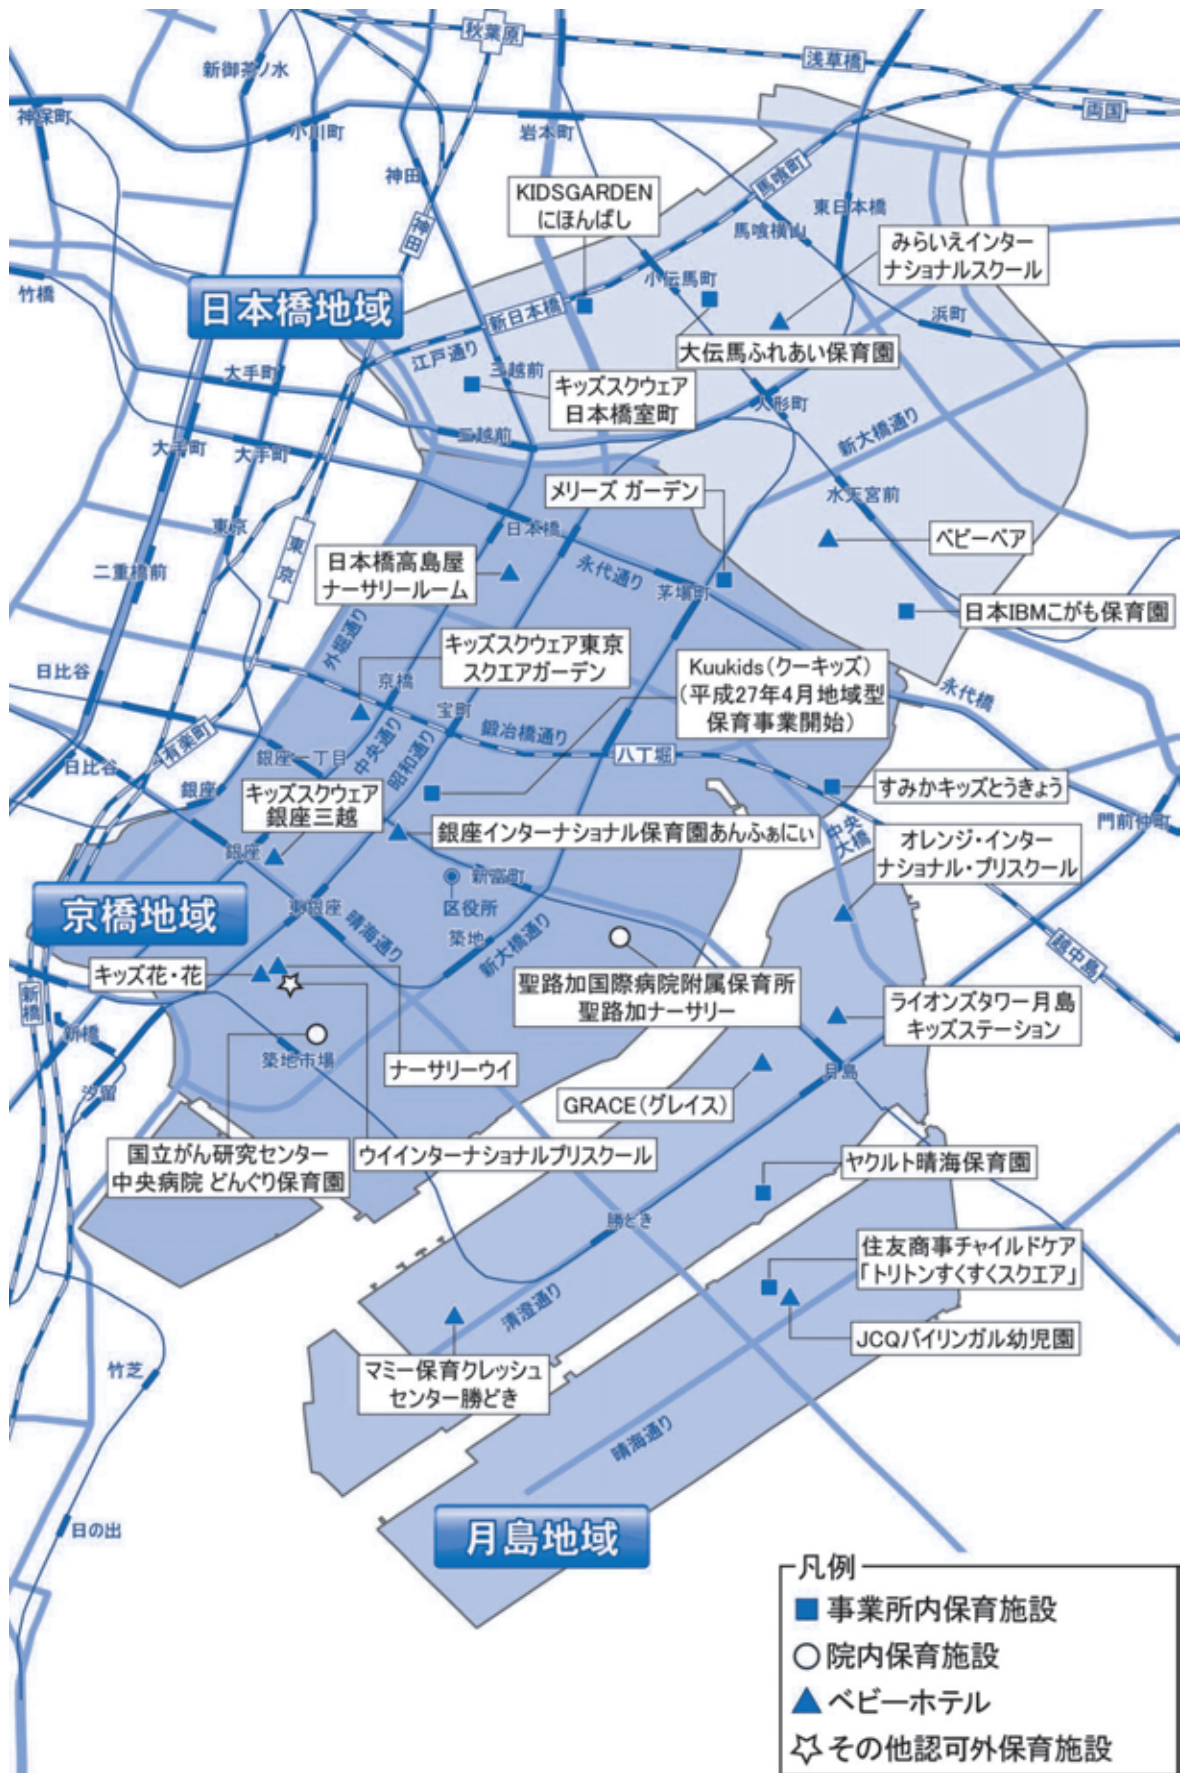 秋葉原
浅草橋
両国
新御茶ノ水
神保町
小川町
岩本町
神田
神田
馬喰町
東日本橋
馬喰横山
KIDSGARDEN
にほんばし
みらいえインター
ナショナルスクール
小伝馬町
竹橋
日本橋地域
新日本橋
浜町
江戸通り
三越前
大伝馬ふれあい保育園
大手町
キッズスクウェア
日本橋室町
人形町
大手町
大手町
三越前
新大橋通り
メリーズ ガーデン
水天宮前
東京
日本橋
東京
ベビーベア
二重橋前
日本橋高島屋
ナーサリールーム
永代通り
茅場町
日本IBMこがも保育園
外堀通り
キッズスクウェア東京
スクエアガーデン
Kuukids(クーキッズ)
(平成27年4月地域型
保育事業開始)
日比谷
京橋
宝町
永代橋
有楽町
鍛冶橋通り
八丁堀
銀座一丁目
中央通り
昭和通り
日比谷
銀座
キッズスクウェア
銀座三越
すみかキッズとうきょう
門前仲町
中央
大橋
銀座インターナショナル保育園あんふぁにぃ
オレンジ・インター
ナショナル・プリスクール
銀座
新富町
京橋地域
東銀座
区役所
晴海通り
築地
新大橋通り
越中島
キッズ花・花
聖路加国際病院附属保育所
聖路加ナーサリー
ライオンズタワー月島
キッズステーション
新橋
新橋
築地市場
ナーサリーウイ
月島
汐留
GRACE(グレイス)
国立がん研究センター
中央病院 どんぐり保育園
ウイインターナショナルプリスクール
ヤクルト晴海保育園
勝どき
住友商事チャイルドケア
「トリトンすくすくスクエア」
清澄通り
JCQバイリンガル幼児園
竹芝
マミー保育クレッシュ
センター勝どき
晴海通り
日の出
月島地域
凡例
事業所内保育施設
院内保育施設
ベビーホテル
その他認可外保育施設